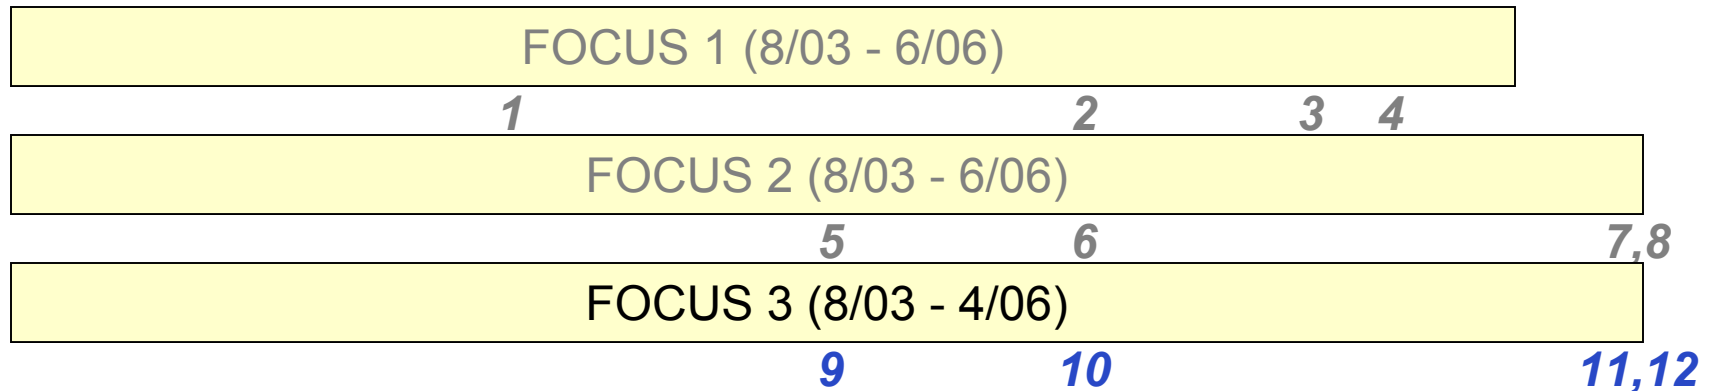 FOCUS 1 (8/03 - 6/06)
1 2 3 4
FOCUS 2 (8/03 - 6/06)
5 6 7,8
FOCUS 3 (8/03 - 4/06)
9 10 11,12